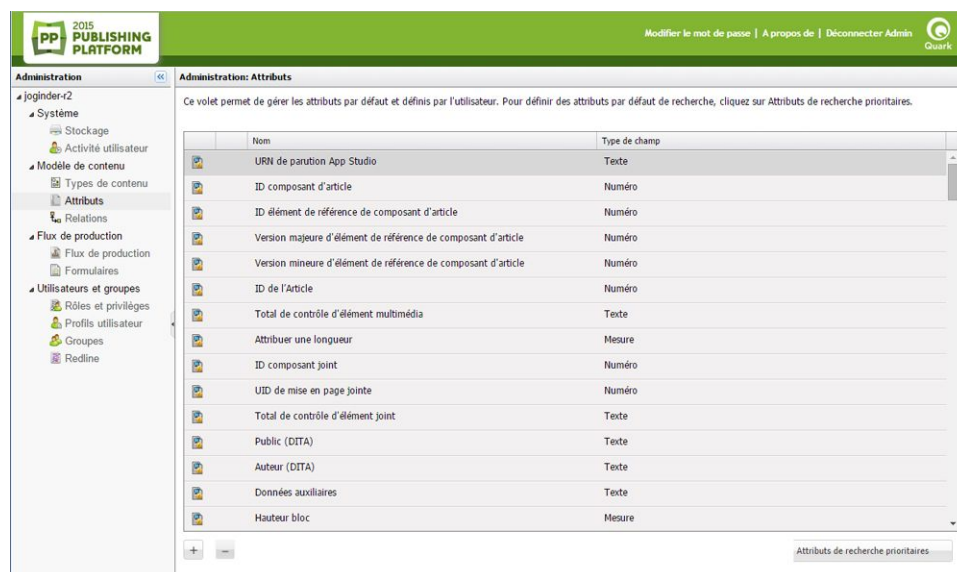 2015
PP PUBLISHING
PLATFORM
Modifier le mot de passe | A propos de | Déconnecter Admin
Quark
Administration
Administration: Attributs
joginder-r2
Système
Stockage
Activité utilisateur
Modèle de contenu
Types de contenu
Attributs
Relations
Flux de production
Flux de production
Formulaires
Utilisateurs et groupes
Rôles et privilèges
Profils utilisateur
Groupes
Redline
Ce volet permet de gérer les attributs par défaut et définis par l'utilisateur. Pour définir des attributs par défaut de recherche, cliquez sur Attributs de recherche prioritaires.
Nom Type de champ
URN de parution App Studio Texte
ID composant d'article Numéro
ID élément de référence de composant d'article Numéro
Version majeure d'élément de référence de composant d'article Numéro
Version mineure d'élément de référence de composant d'article Numéro
ID de l'Article Numéro
Total de contrôle d'élément multimédia Texte
Attribuer une longueur Mesure
ID composant joint Numéro
UID de mise en page jointe Numéro
Total de contrôle d'élément joint Texte
Public (DITA) Texte
Auteur (DITA) Texte
Données auxiliaires Texte
Hauteur bloc Mesure
Attributs de recherche prioritaires